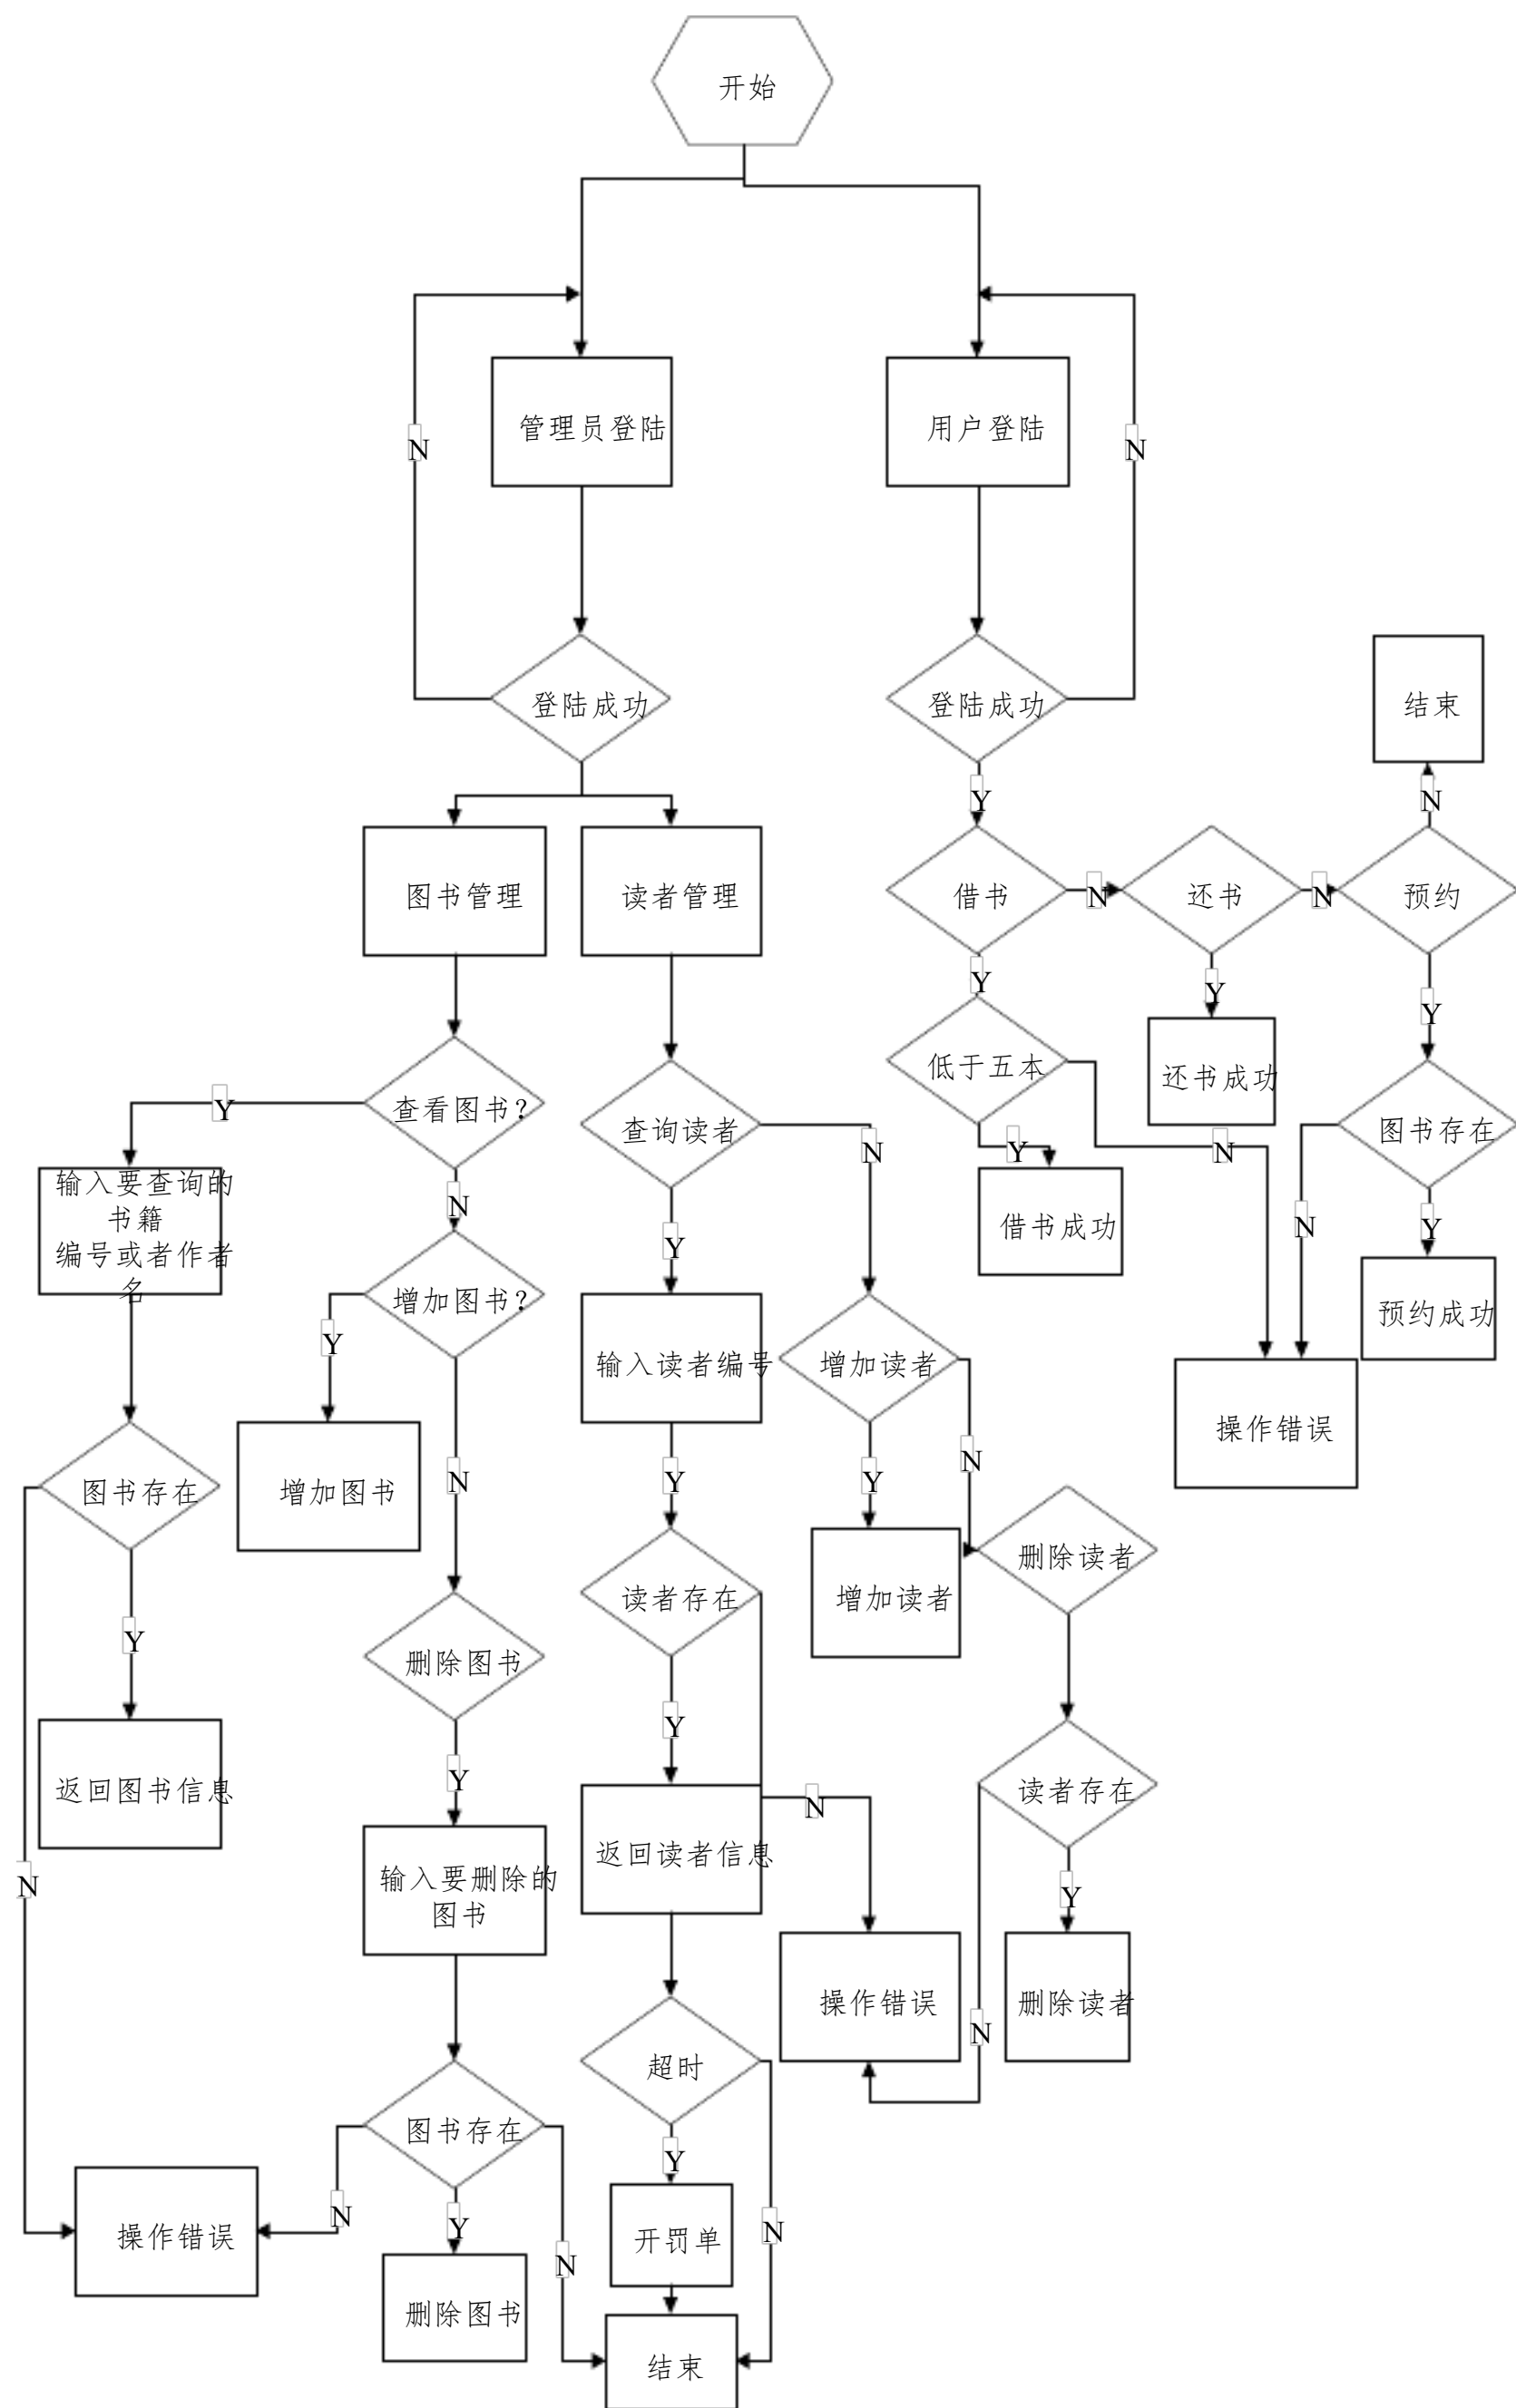 开始
管理员登陆
用户登陆
N
N
登陆成功
登陆成功
结束
Y
N
图书管理
读者管理
借书
N
还书
N
预约
Y
Y
Y
低于五本
还书成功
查看图书？
Y
查询读者
图书存在
N
Y
N
输入要查询的
书籍
编号或者作者
名
N
Y
借书成功
N
Y
增加图书？
预约成功
Y
输入读者编号
增加读者
操作错误
图书存在
增加图书
N
Y
Y
N
读者存在
增加读者
删除读者
Y
删除图书
Y
返回图书信息
Y
N
读者存在
N
输入要删除的
图书
返回读者信息
Y
操作错误
删除读者
N
超时
图书存在
Y
操作错误
N
Y
N
N
开罚单
删除图书
结束